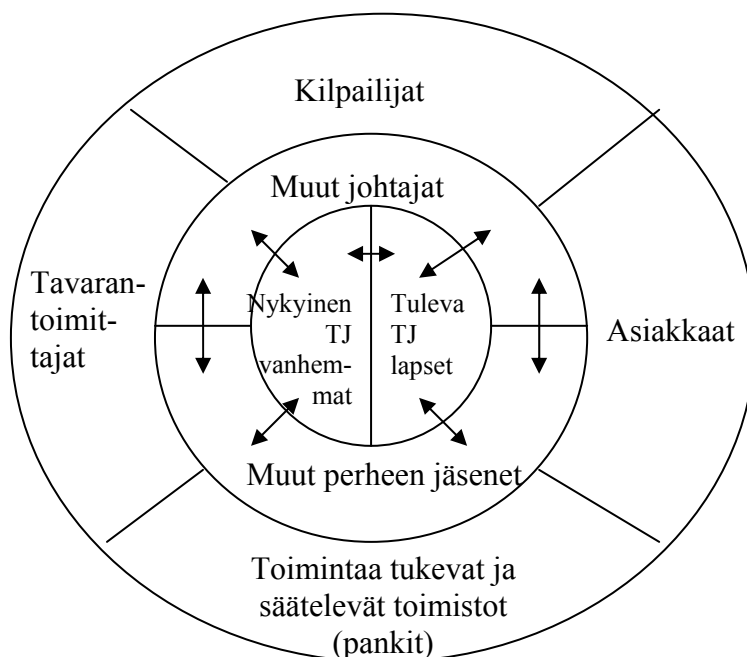 Kilpailijat
Muut johtajat
Tavaran-
toimit-
tajat
Nykyinen
TJ
vanhem-
mat
Tuleva
TJ
lapset
Asiakkaat
Muut perheen jäsenet
Toimintaa tukevat ja
säätelevät toimistot
(pankit)